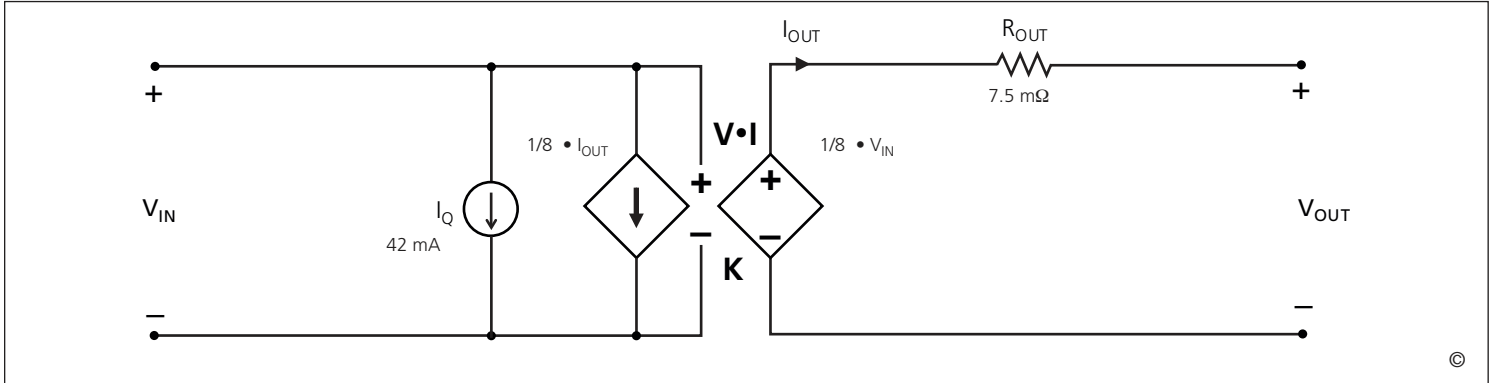 I_OUT
R_OUT
7.5 mΩ
+
+
1/8 • I_OUT
V•I
1/8 • V_IN
+
+
V_IN
I_Q
42 mA
–
–
K
V_OUT
–
–
©